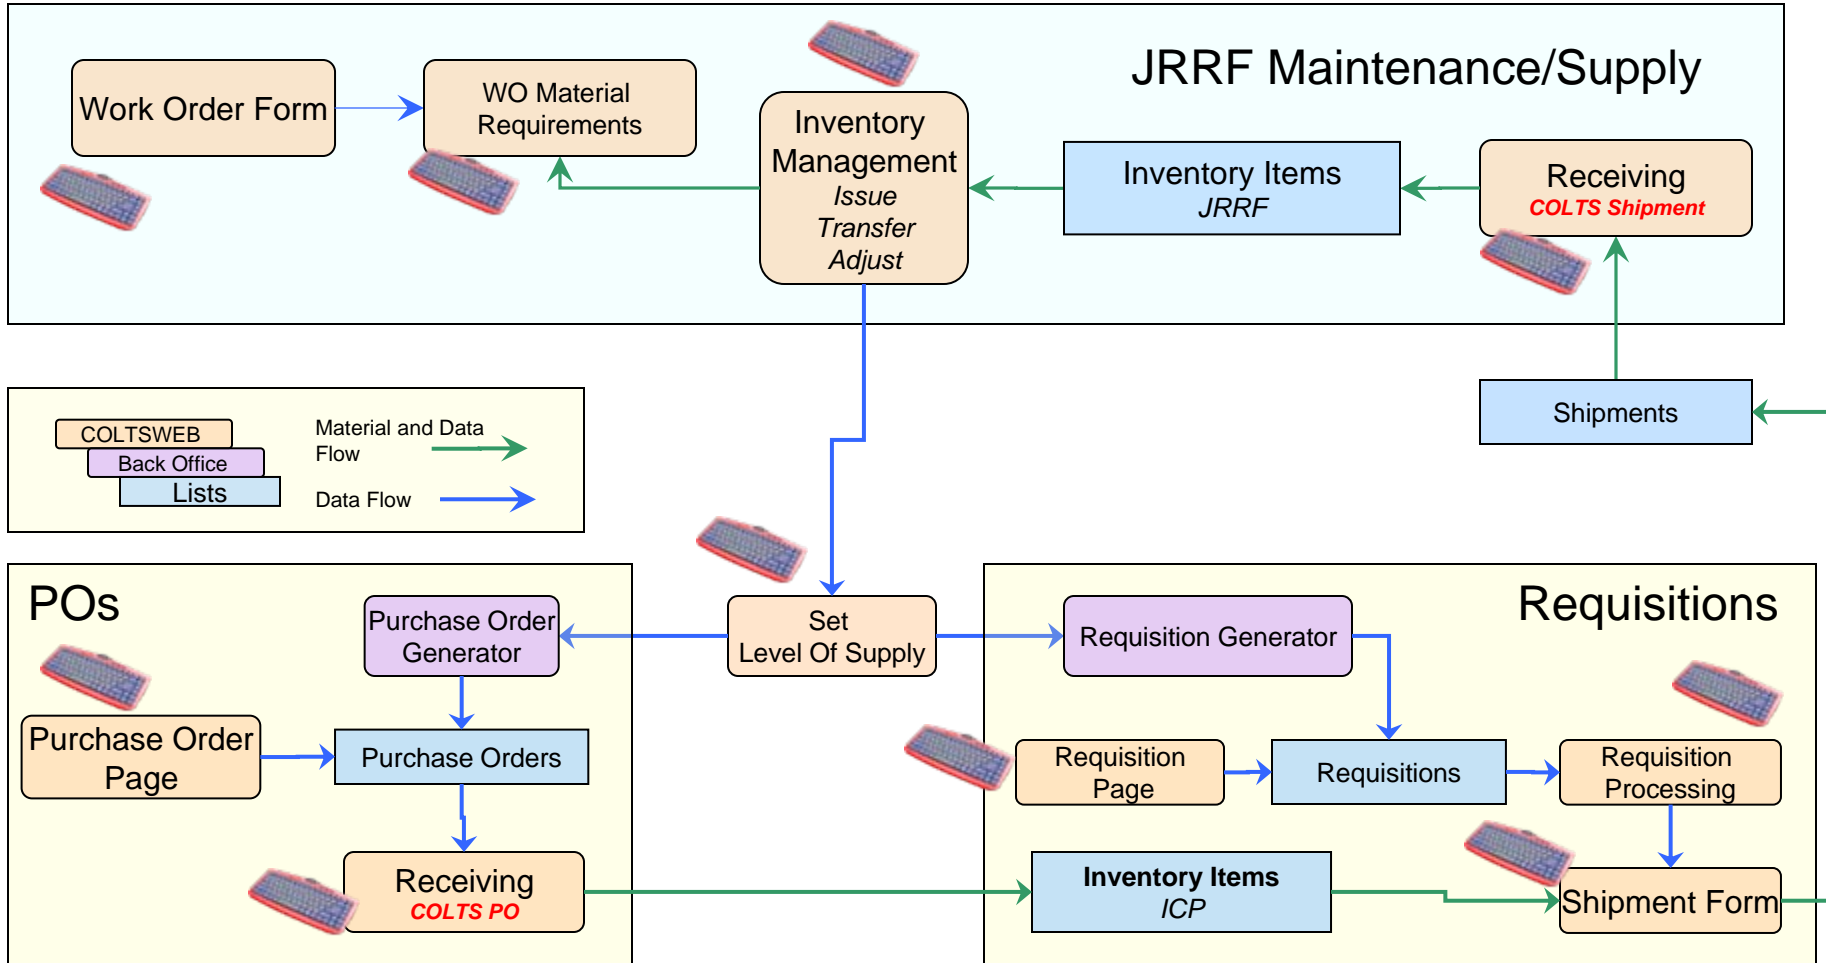 JRRF Maintenance/Supply
Work Order Form
WO Material
Requirements
Inventory
Management
Issue
Transfer
Adjust
Inventory Items
JRRF
Receiving
COLTS Shipment
Shipments
COLTSWEB
Back Office
Lists
Material and Data
Flow
Data Flow
POs
Purchase Order
Generator
Purchase Order
Page
Purchase Orders
Receiving
COLTS PO
Set
Level Of Supply
Requisitions
Requisition Generator
Requisition
Page
Requisitions
Requisition
Processing
Inventory Items
ICP
Shipment Form